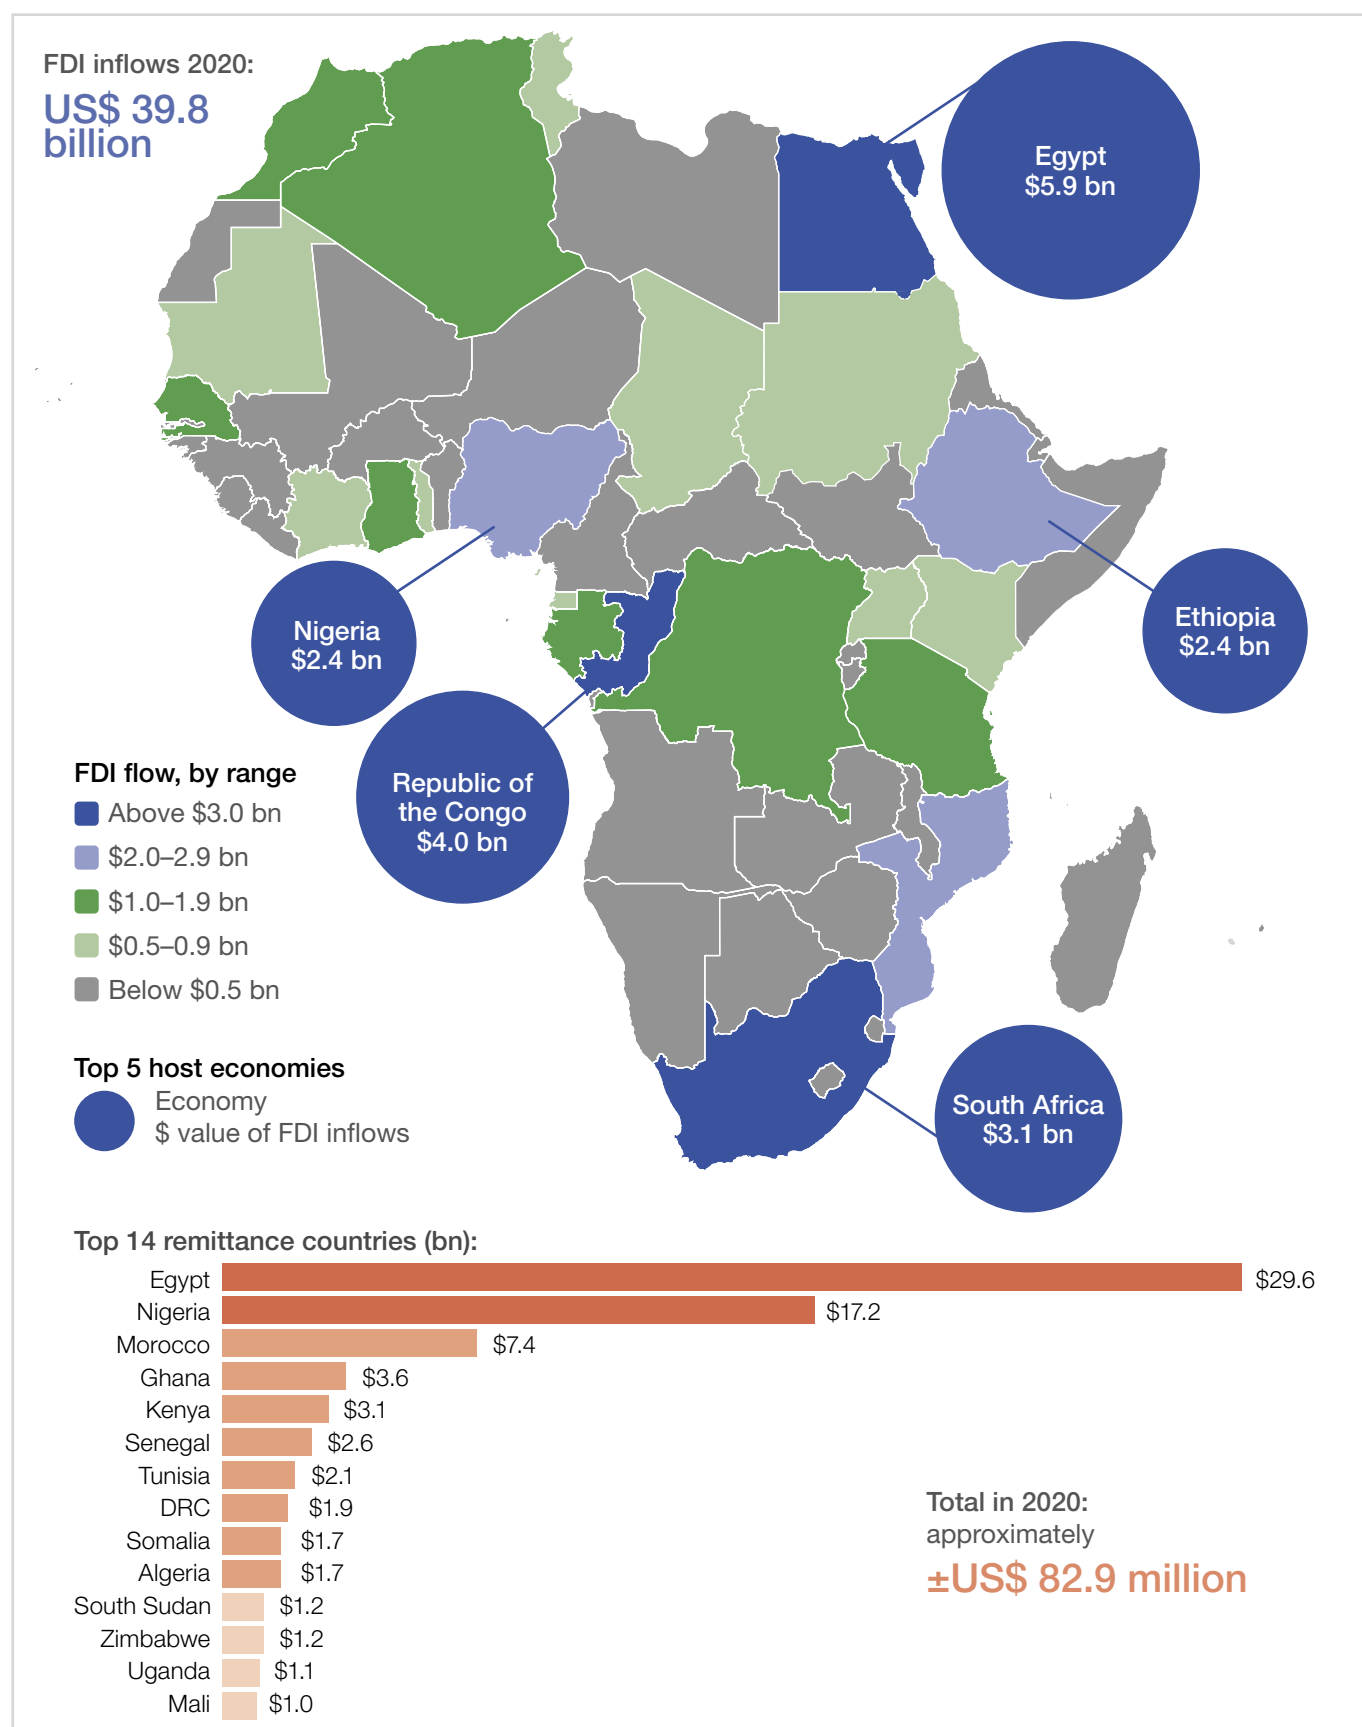 FDI inflows 2020:
US$ 39.8
billion
Egypt
$5.9 bn
Nigeria
$2.4 bn
Ethiopia
$2.4 bn
Republic of
the Congo
$4.0 bn
FDI flow, by range
Above $3.0 bn
$2.0–2.9 bn
$1.0–1.9 bn
$0.5–0.9 bn
Below $0.5 bn
Top 5 host economies
Economy
$ value of FDI inflows
South Africa
$3.1 bn
Top 14 remittance countries (bn):
Egypt $29.6
Nigeria $17.2
Morocco $7.4
Ghana $3.6
Kenya $3.1
Senegal $2.6
Tunisia $2.1
DRC $1.9
Somalia $1.7
Algeria $1.7
South Sudan $1.2
Zimbabwe $1.2
Uganda $1.1
Mali $1.0
Total in 2020:
approximately
±US$ 82.9 million